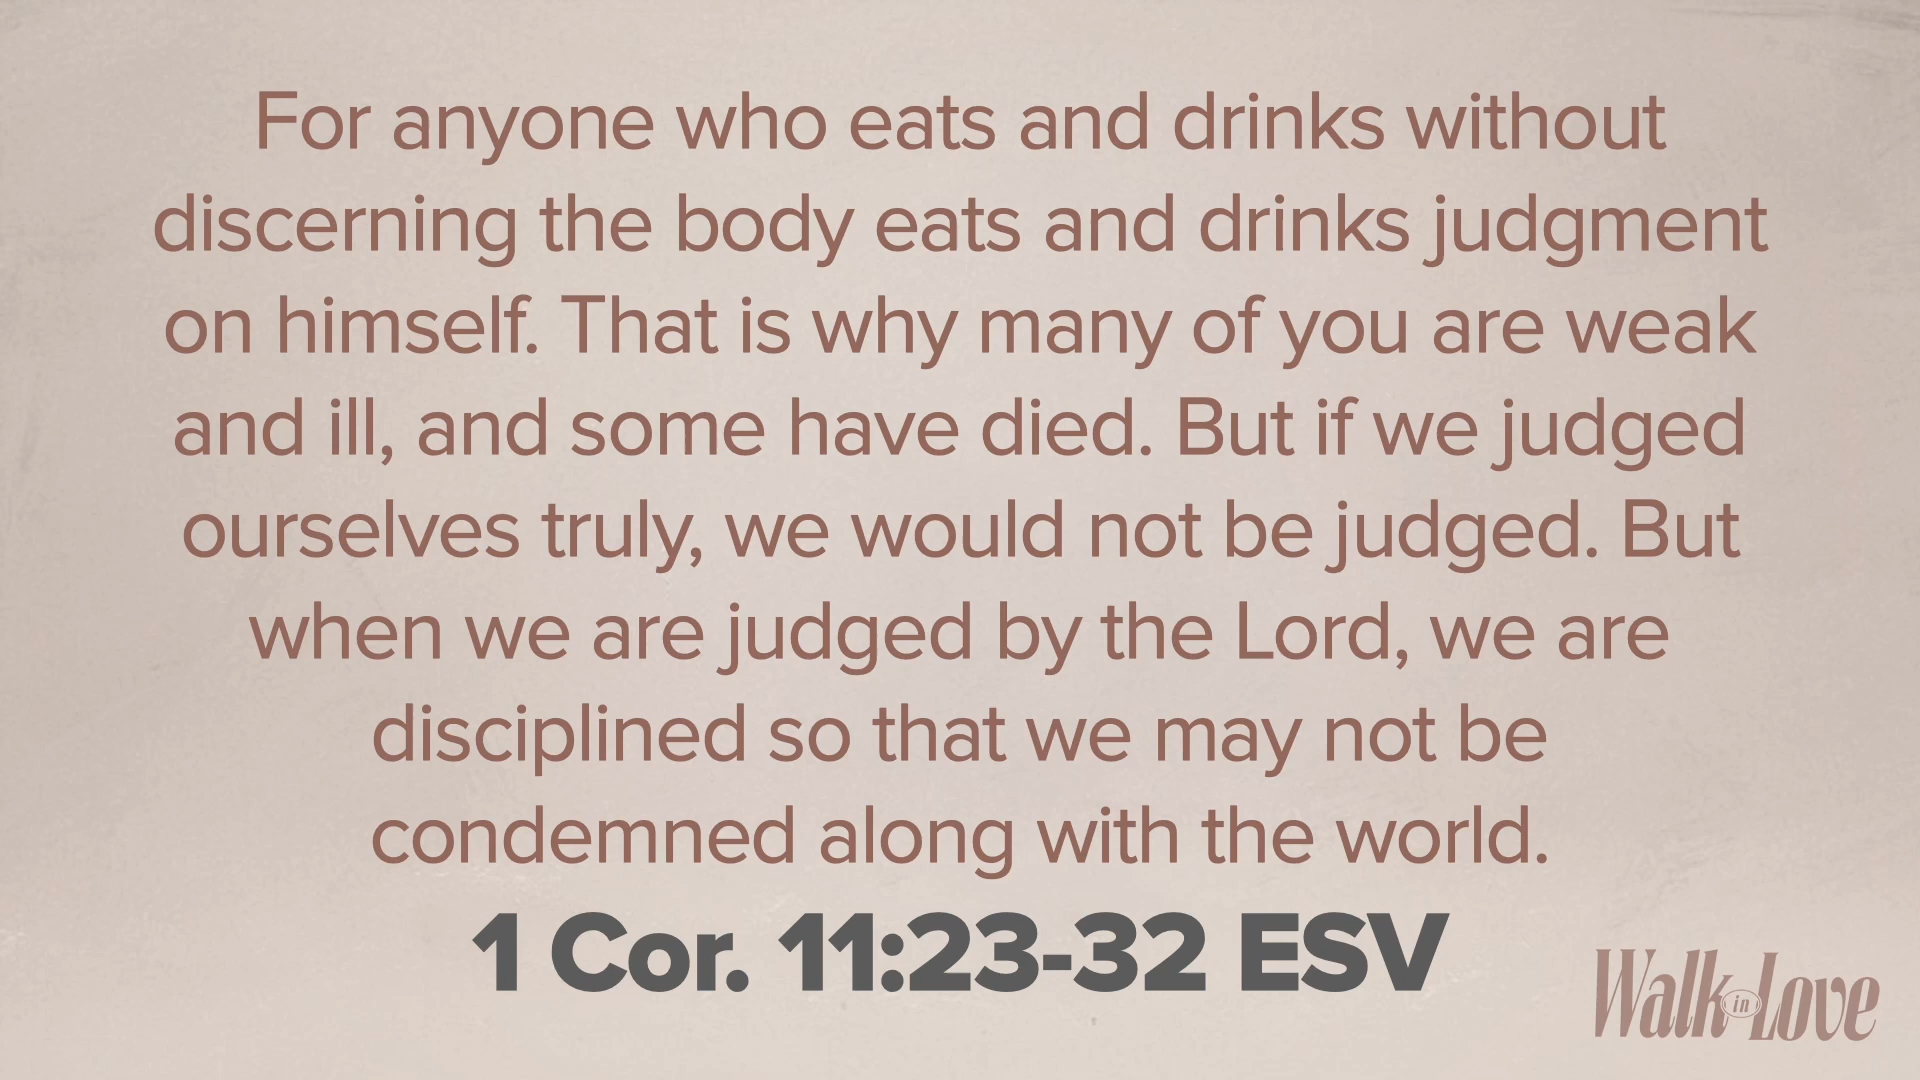 For anyone who eats and drinks without
discerning the body eats and drinks judgment
on himself. That is why many of you are weak
and ill, and some have died. But if we judged
ourselves truly, we would not be judged. But
when we are judged by the Lord, we are
disciplined so that we may not be
condemned along with the world.
1 Cor. 11:23-32 ESV
Walk in Love